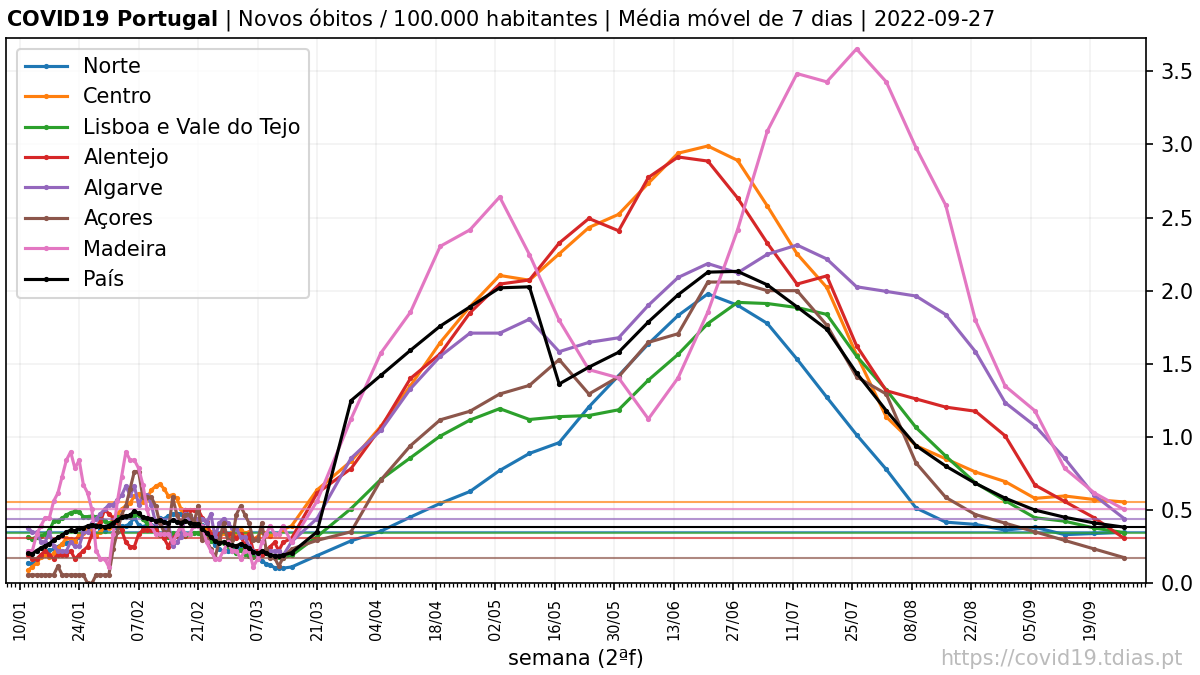 COVID19 Portugal | Novos óbitos / 100.000 habitantes | Média móvel de 7 dias | 2022-09-27
Norte
Centro
Lisboa e Vale do Tejo
Alentejo
Algarve
Açores
Madeira
País
3.5
3.0
2.5
2.0
1.5
1.0
0.5
0.0
10/01 24/01 07/02 21/02 07/03 21/03 04/04 18/04 02/05 16/05 30/05 13/06 27/06 11/07 25/07 08/08 22/08 05/09 19/09
semana (2ªf)
https://covid19.tdias.pt